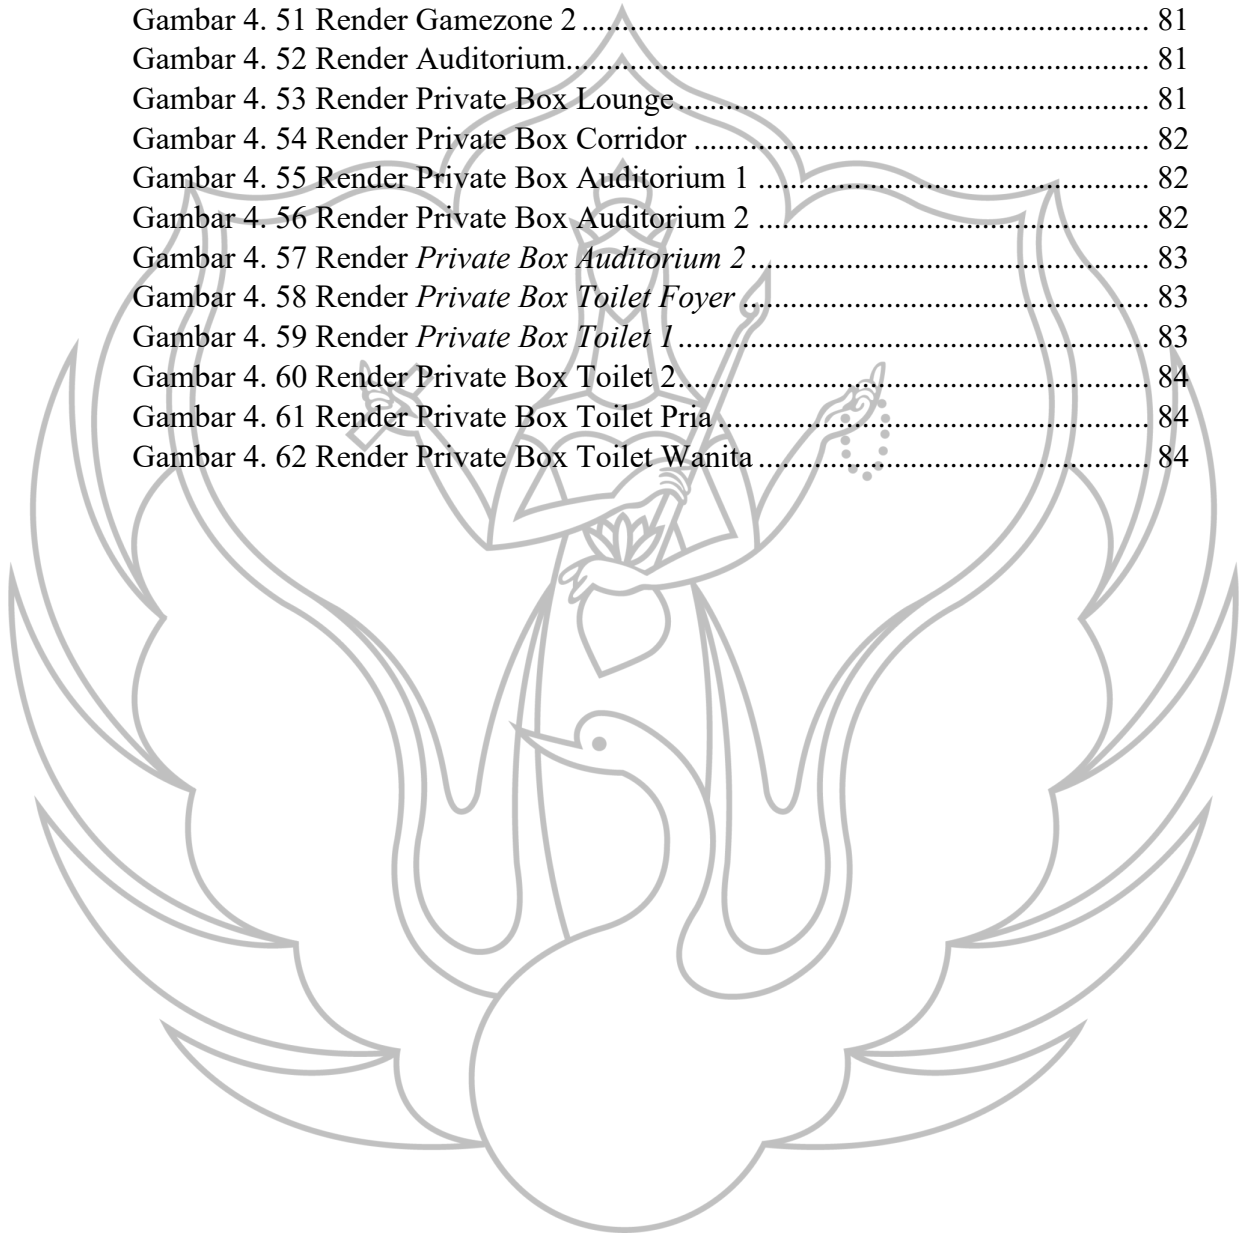 Gambar 4. 51 Render Gamezone 2 ........................................................................ 81
Gambar 4. 52 Render Auditorium.......................................................................... 81
Gambar 4. 53 Render Private Box Lounge............................................................ 81
Gambar 4. 54 Render Private Box Corridor .......................................................... 82
Gambar 4. 55 Render Private Box Auditorium 1 .................................................. 82
Gambar 4. 56 Render Private Box Auditorium 2 .................................................. 82
Gambar 4. 57 Render Private Box Auditorium 2 ................................................... 83
Gambar 4. 58 Render Private Box Toilet Foyer .................................................... 83
Gambar 4. 59 Render Private Box Toilet 1............................................................ 83
Gambar 4. 60 Render Private Box Toilet 2............................................................ 84
Gambar 4. 61 Render Private Box Toilet Pria ....................................................... 84
Gambar 4. 62 Render Private Box Toilet Wanita .................................................. 84